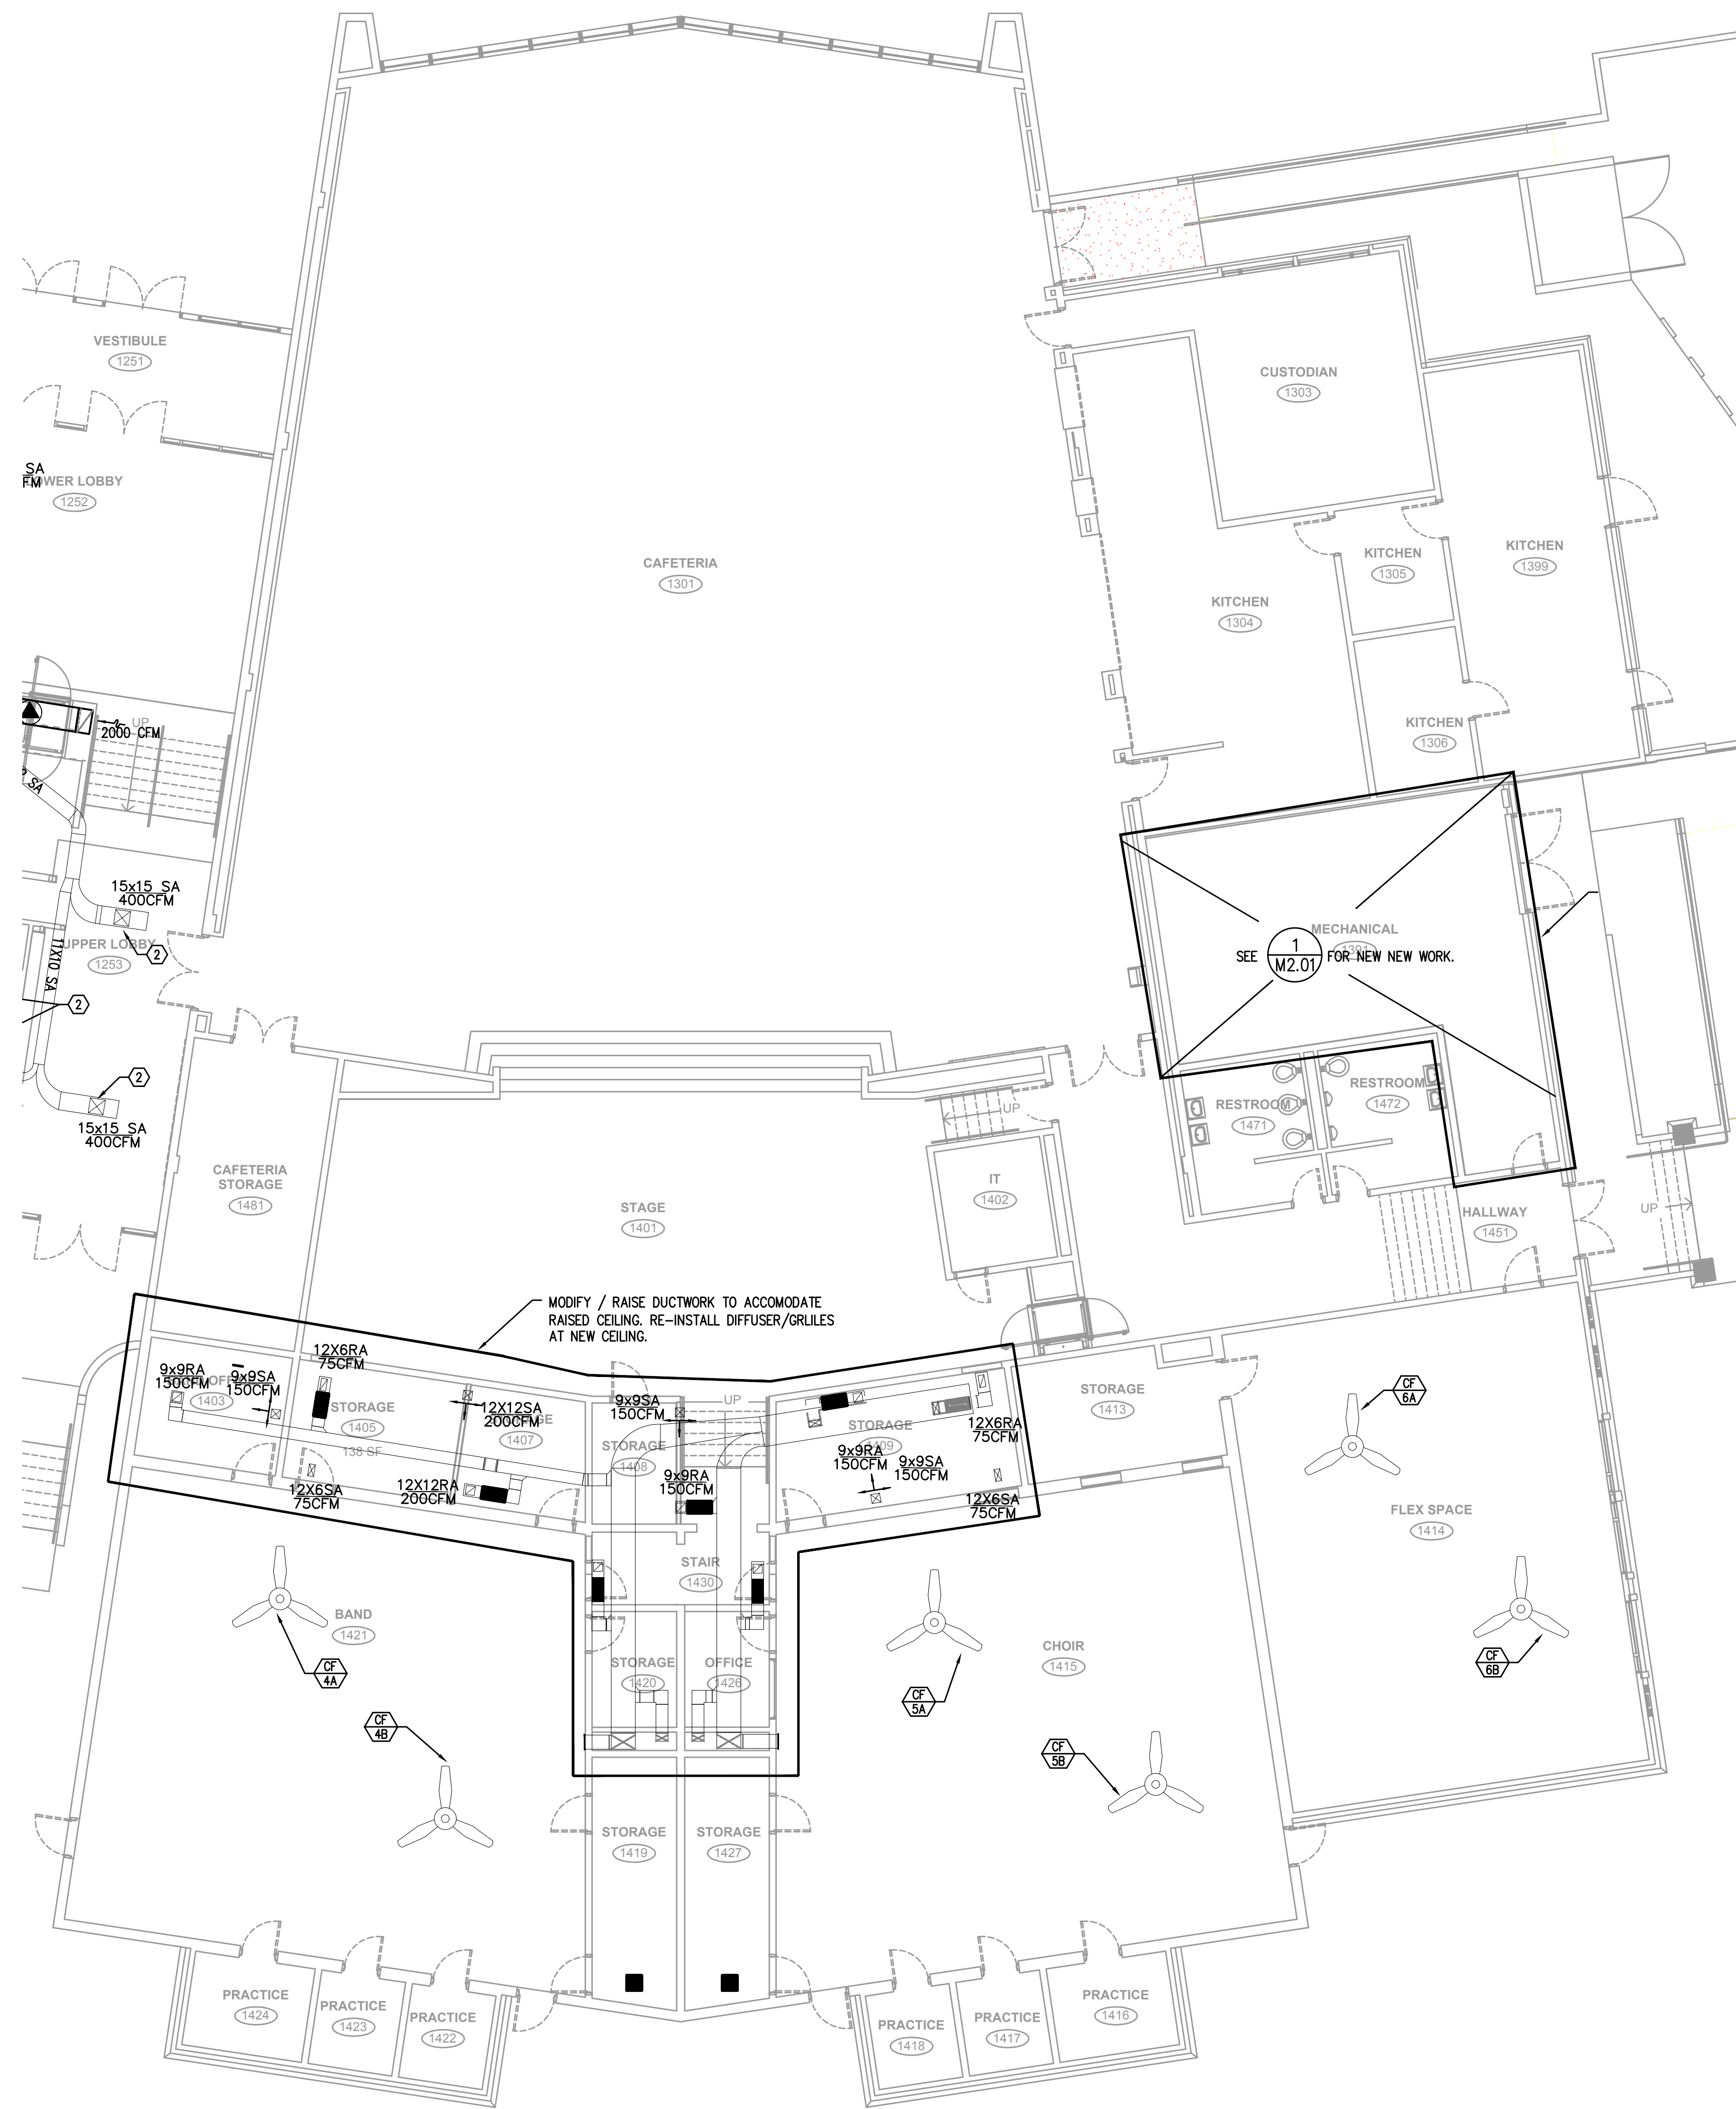 VESTIBULE
1251
SA
FM
LOWER LOBBY
1252
CUSTODIAN
1303
CAFETERIA
1301
KITCHEN
1305
KITCHEN
1399
KITCHEN
1304
KITCHEN
1306
UP
2000 CFM
SA
15x15 SA
400CFM
2
UPPER LOBBY
1253
11X10 SA
2
2
15x15 SA
400CFM
MECHANICAL
1391
SEE
1
M2.01
FOR NEW NEW WORK.
RESTROOM
1472
RESTROOM
1471
UP
CAFETERIA
STORAGE
1481
STAGE
1401
IT
1402
HALLWAY
1451
UP
MODIFY / RAISE DUCTWORK TO ACCOMODATE
RAISED CEILING. RE-INSTALL DIFFUSER/GRLILES
AT NEW CEILING.
12X6RA
75CFM
9x9RA
150CFM
9x9SA
150CFM
1403
STORAGE
1405
138 SF
12X12SA
200CFM
1407
9x9SA
150CFM
UP
STORAGE
1408
STORAGE
1409
12X6RA
75CFM
9x9RA
150CFM
9x9SA
150CFM
12X6SA
75CFM
12X12RA
200CFM
9x9RA
150CFM
12X6SA
75CFM
STORAGE
1413
CF
6A
FLEX SPACE
1414
STAIR
1430
BAND
1421
CF
4A
CF
4B
STORAGE
1420
OFFICE
1426
CHOIR
1415
CF
5A
CF
5B
CF
6B
STORAGE
1419
STORAGE
1427
PRACTICE
1424
PRACTICE
1423
PRACTICE
1422
PRACTICE
1418
PRACTICE
1417
PRACTICE
1416